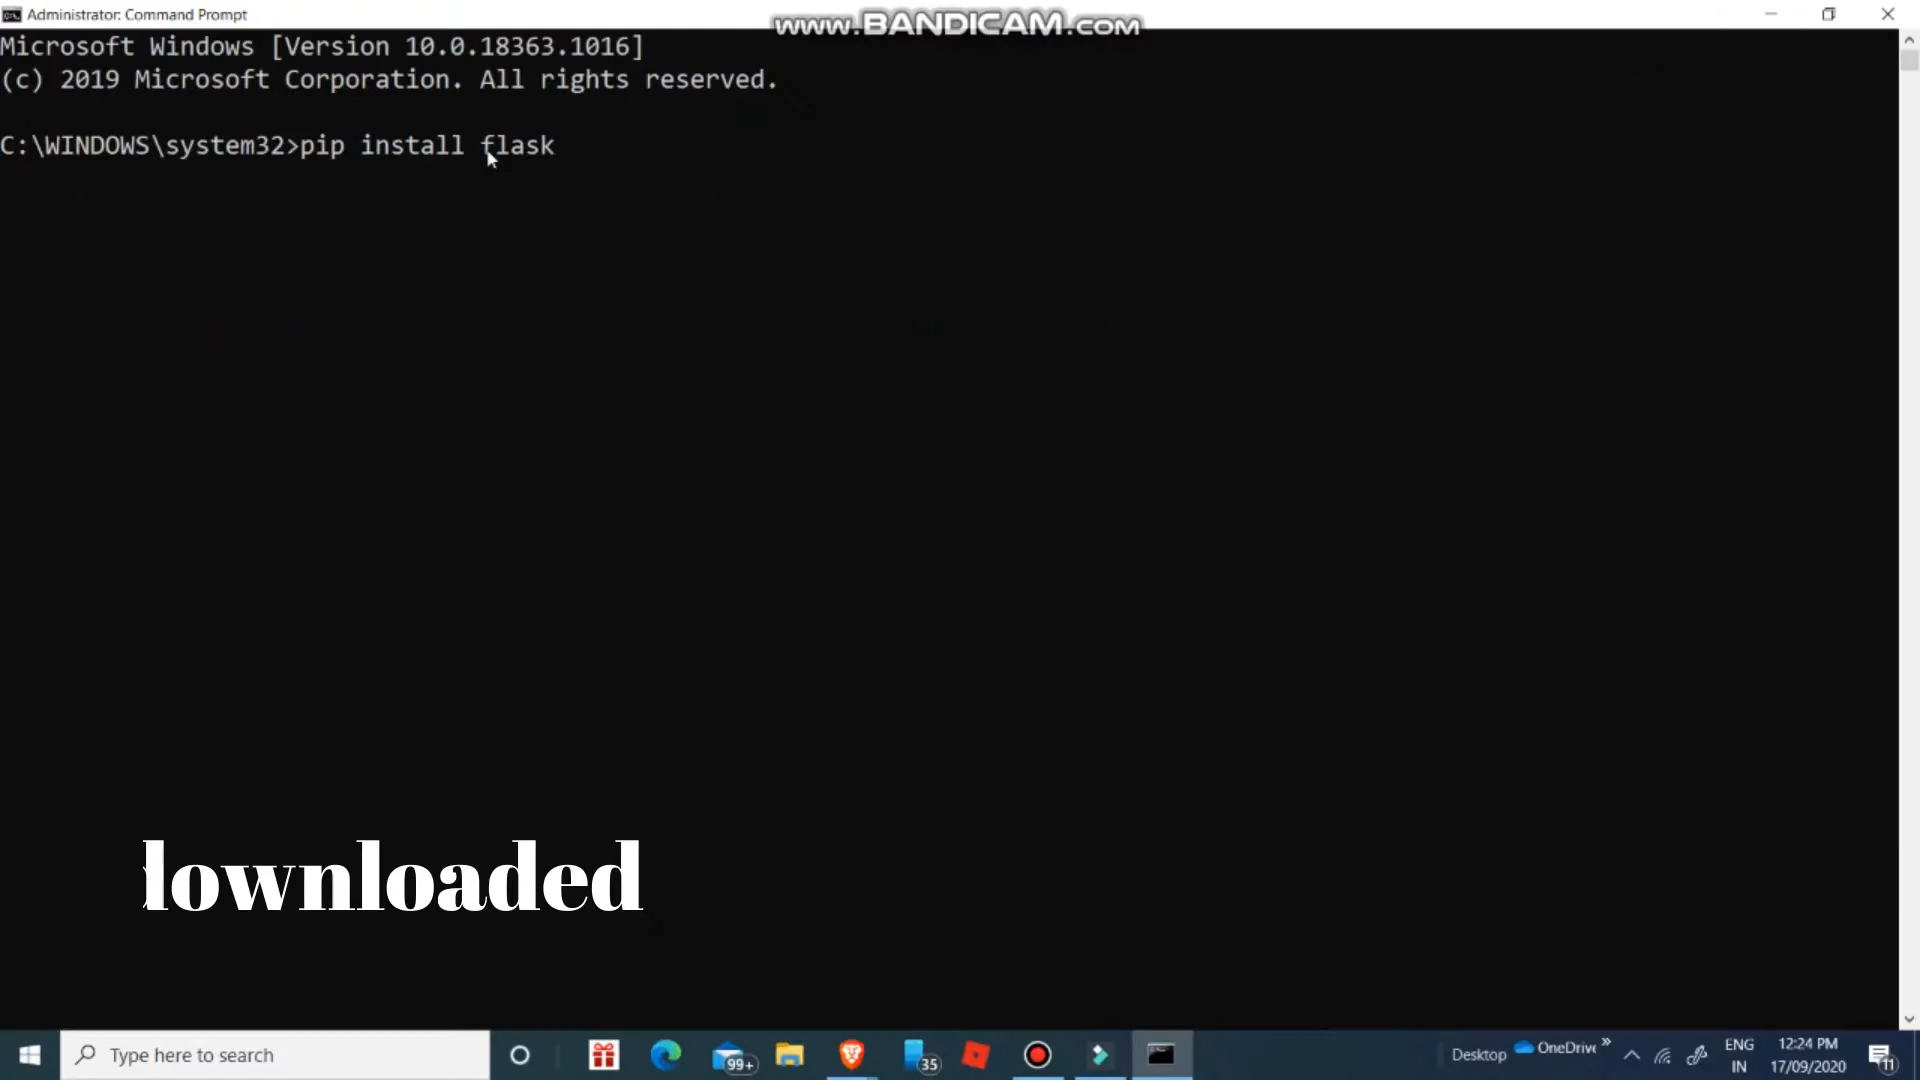 Administrator: Command Prompt
www.BANDICAM.com
Microsoft Windows [Version 10.0.18363.1016]
(c) 2019 Microsoft Corporation. All rights reserved.
C:\WINDOWS\system32>pip install flask
lownloaded
Type here to search
99+
35
Desktop
OneDrive
ENG
IN
12:24 PM
17/09/2020
11